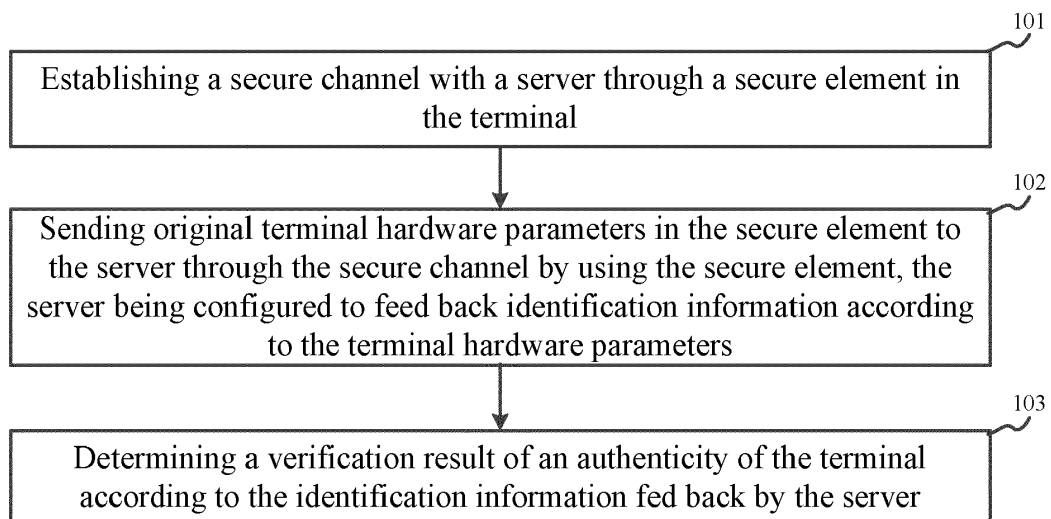 101
Establishing a secure channel with a server through a secure element in
the terminal
102
Sending original terminal hardware parameters in the secure element to
the server through the secure channel by using the secure element, the
server being configured to feed back identification information according
to the terminal hardware parameters
103
Determining a verification result of an authenticity of the terminal
according to the identification information fed back by the server